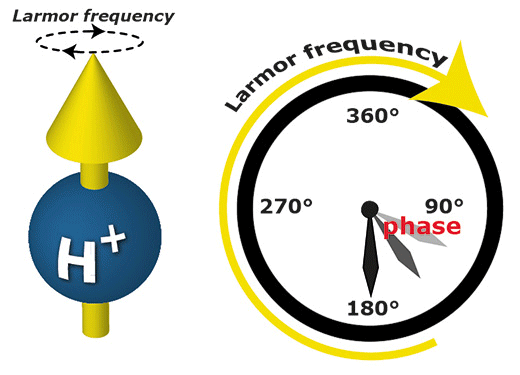 Larmor frequency
H+
Larmor frequency
360°
270°
90°
phase
180°